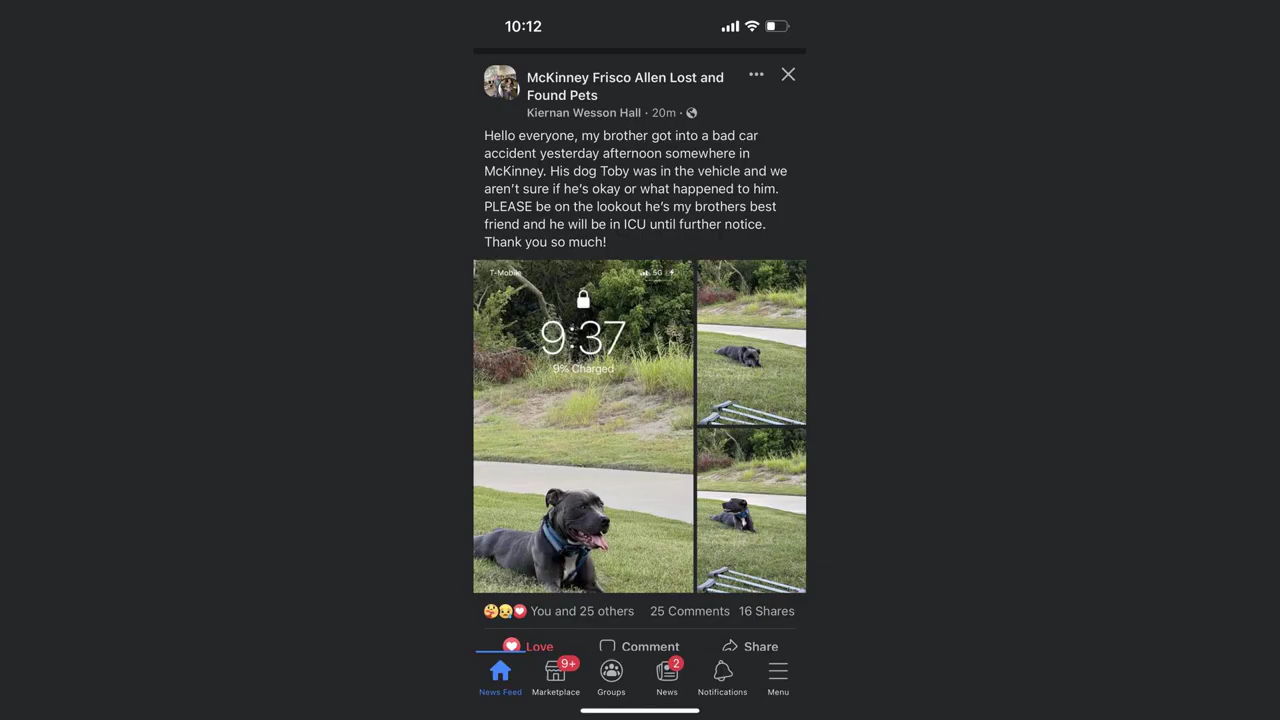 10:12
McKinney Frisco Allen Lost and
Found Pets
Kiernan Wesson Hall · 20m ·
Hello everyone, my brother got into a bad car
accident yesterday afternoon somewhere in
McKinney. His dog Toby was in the vehicle and we
aren't sure if he's okay or what happened to him.
PLEASE be on the lookout he's my brothers best
friend and he will be in ICU until further notice.
Thank you so much!
T-Mobile 5G
9:37
9% Charged
You and 25 others 25 Comments 16 Shares
Love Comment Share
9+ 2
News Feed Marketplace Groups News Notifications Menu